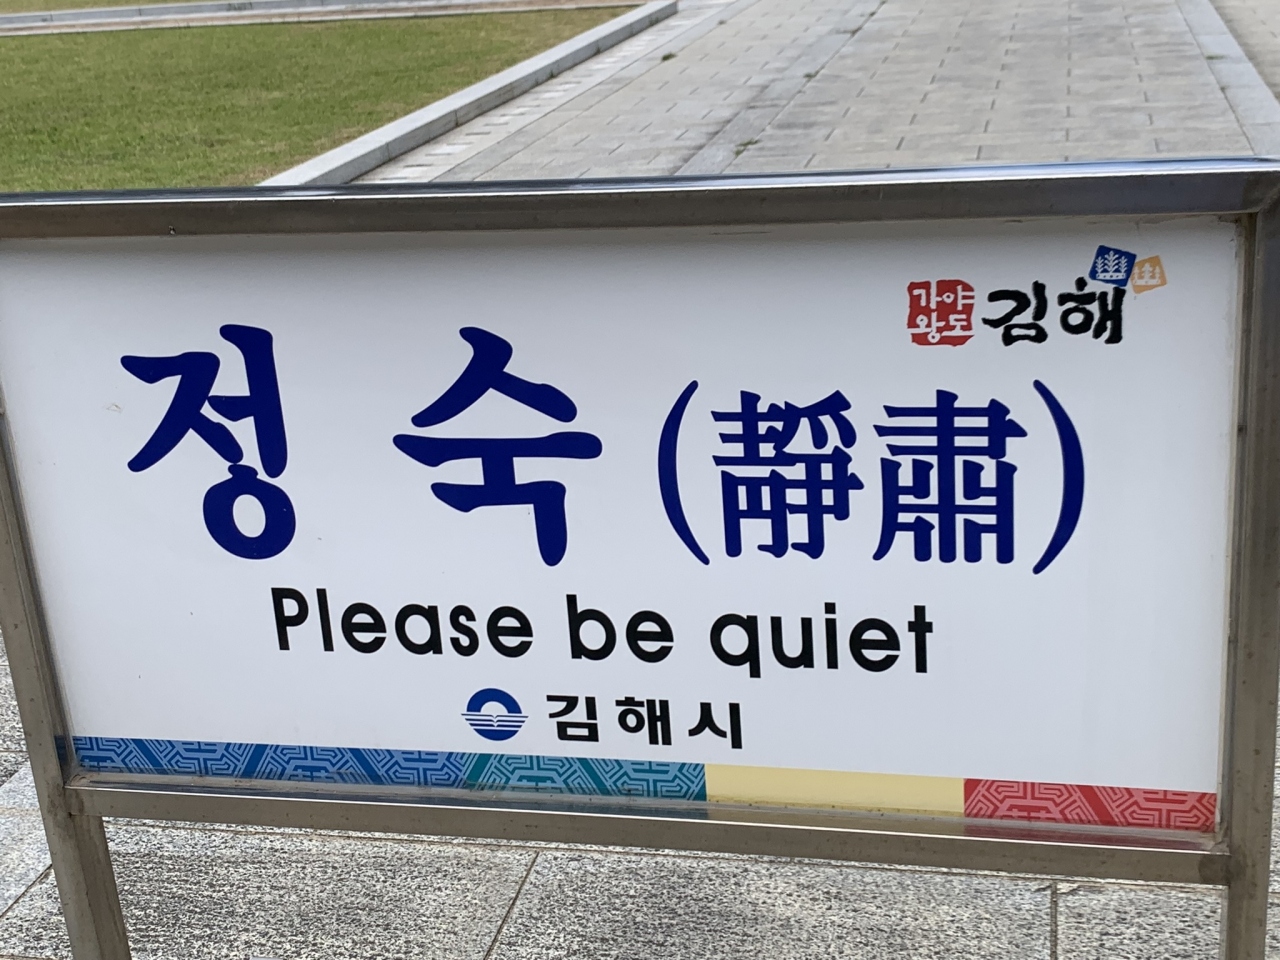 가야
왕도 김해
정숙(靜肅)
Please be quiet
김해시